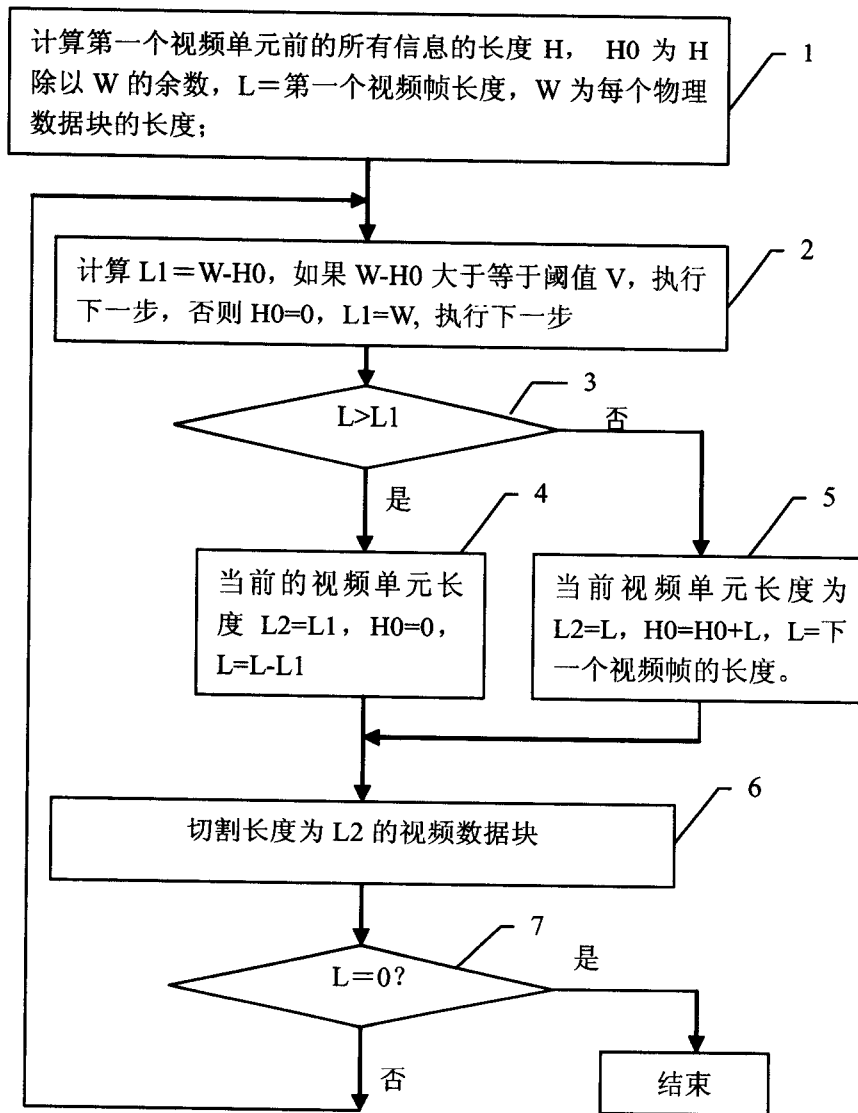 计算第一个视频单元前的所有信息的长度 H， H0 为 H
除以 W 的余数，L＝第一个视频帧长度，W 为每个物理
数据块的长度；
1
计算 L1＝W-H0，如果 W-H0 大于等于阈值 V，执行
下一步，否则 H0=0，L1=W, 执行下一步
2
L>L1
3
否
是
4
当前的视频单元长
度 L2=L1，H0=0，
L=L-L1
5
当前视频单元长度为
L2=L，H0=H0+L，L=下
一个视频帧的长度。
切割长度为 L2 的视频数据块
6
L＝0？
7
是
否
结束